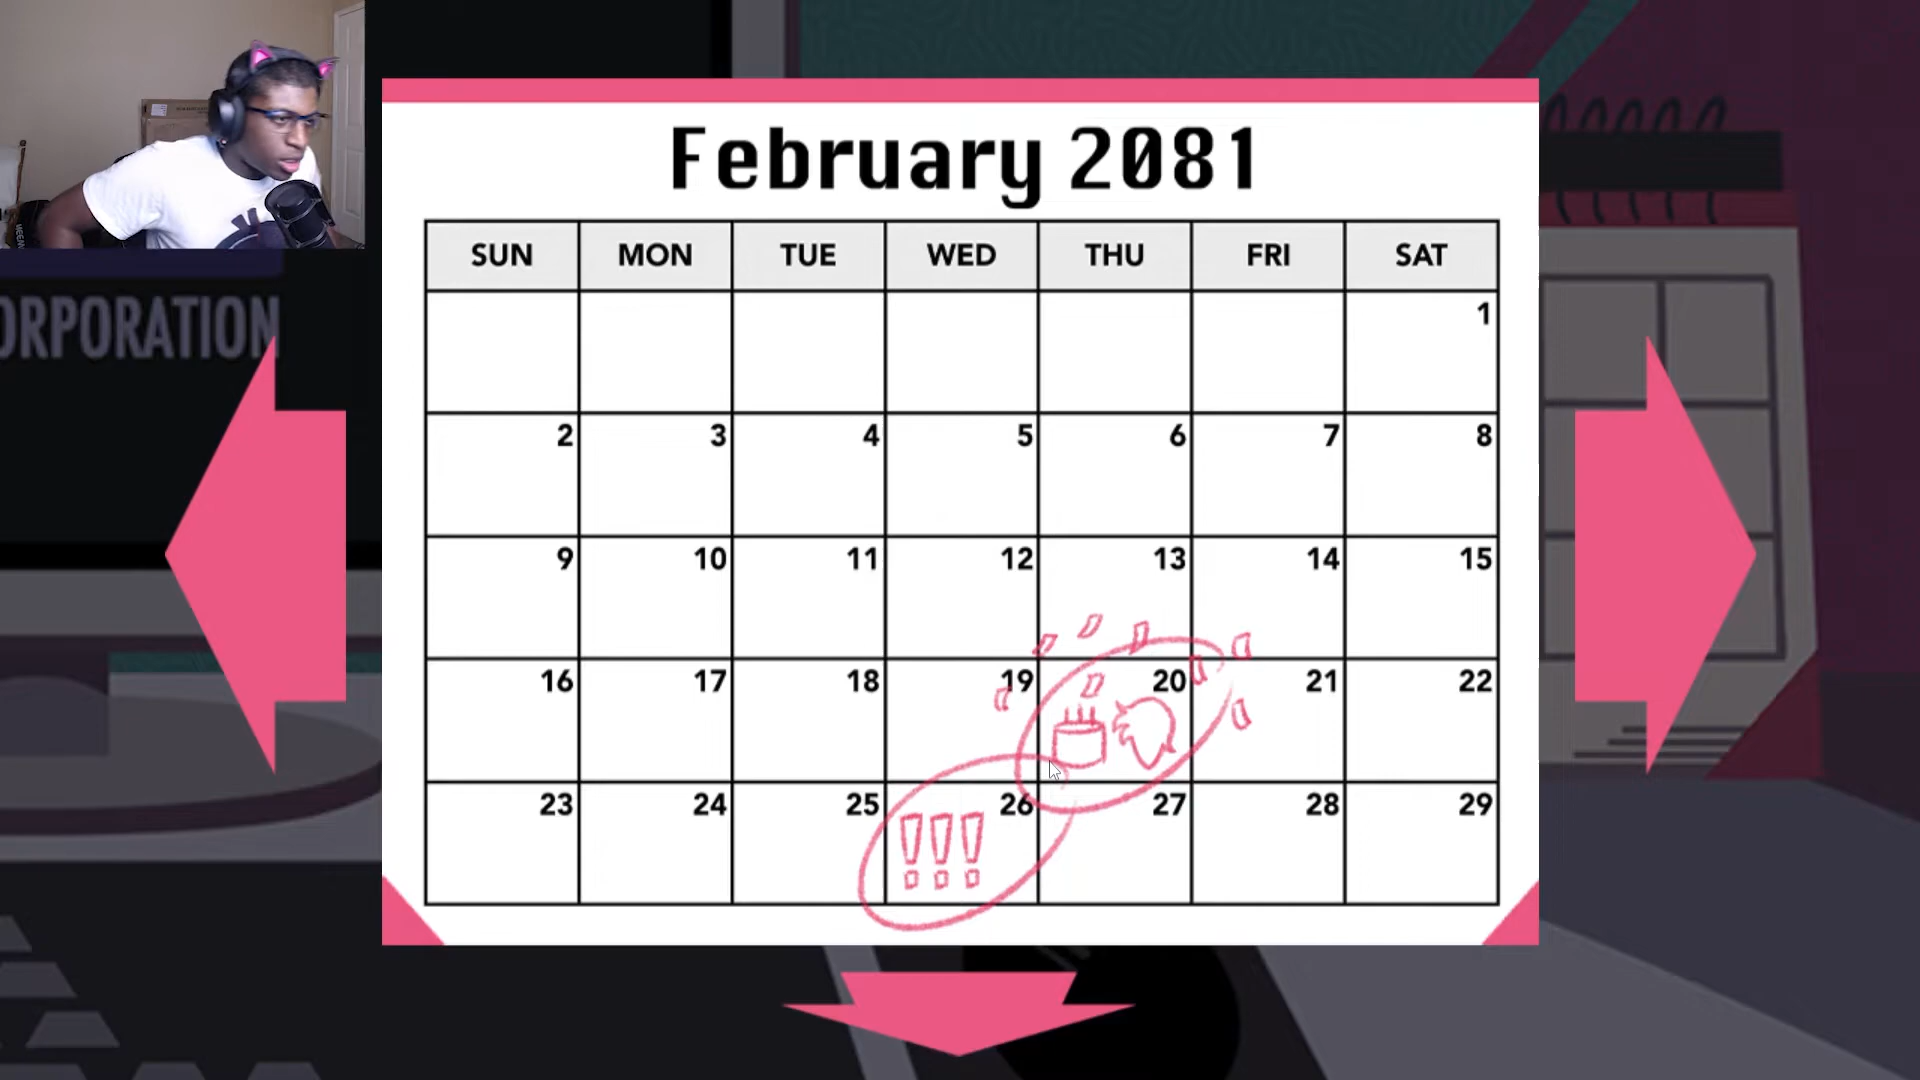 February 2081
ORPORATION
SUN MON TUE WED THU FRI SAT
1
2 3 4 5 6 7 8
9 10 11 12 13 14 15
16 17 18 19 20 21 22
23 24 25 26 27 28 29
!!!